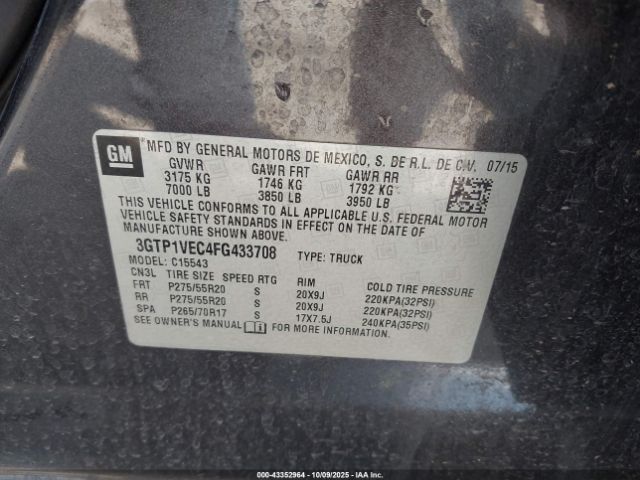 GM
MFD BY GENERAL MOTORS DE MEXICO, S. DE R.L. DE C.V. 07/15
GVWR GAWR FRT GAWR RR
3175 KG 1746 KG 1792 KG
7000 LB 3850 LB 3950 LB
THIS VEHICLE CONFORMS TO ALL APPLICABLE U.S. FEDERAL MOTOR
VEHICLE SAFETY STANDARDS IN EFFECT ON THE DATE OF
MANUFACTURE SHOWN ABOVE.
3GTP1VEC4FG433708 TYPE: TRUCK
MODEL: C15543
CN3L TIRE SIZE SPEED RTG RIM COLD TIRE PRESSURE
FRT P275/55R20 S 20X9J 220KPA(32PSI)
RR P275/55R20 S 20X9J 220KPA(32PSI)
SPA P265/70R17 S 17X7.5J 240KPA(35PSI)
SEE OWNER'S MANUAL i FOR MORE INFORMATION.
000-43352964 - 10/09/2025 - IAA Inc.